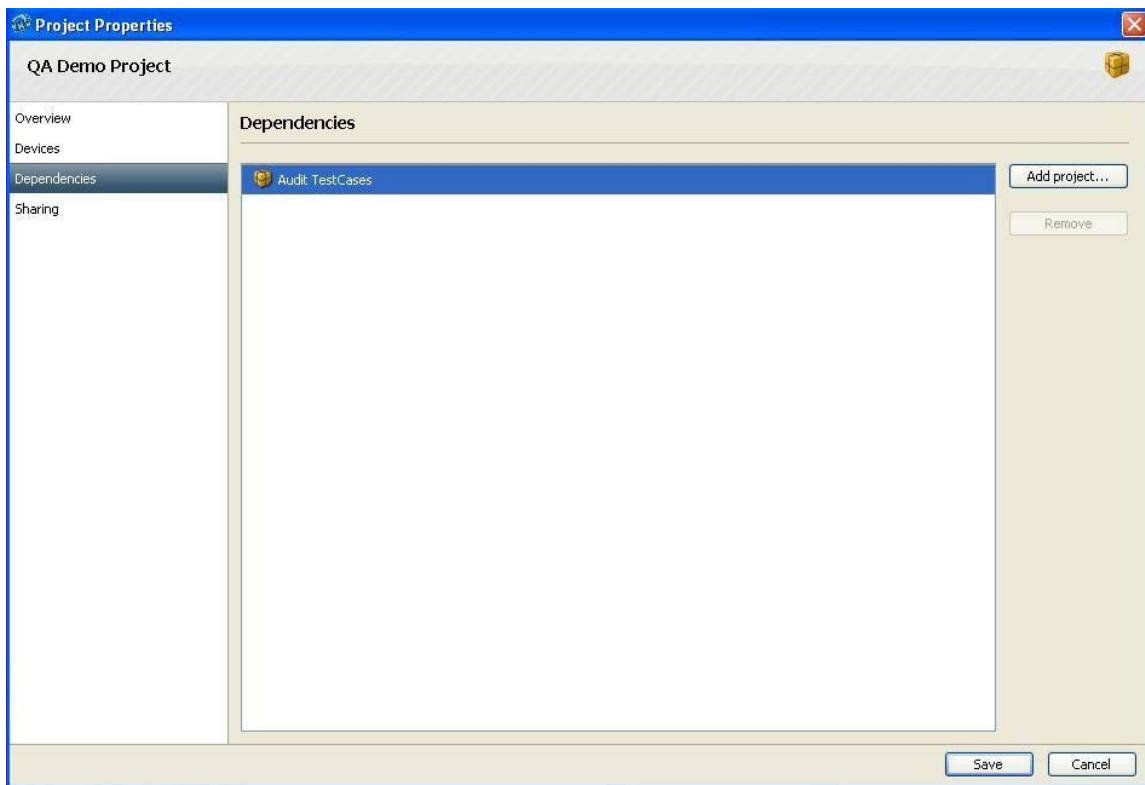 Project Properties
QA Demo Project
Overview
Devices
Dependencies
Sharing
Dependencies
Audit TestCases
Add project...
Remove
Save
Cancel